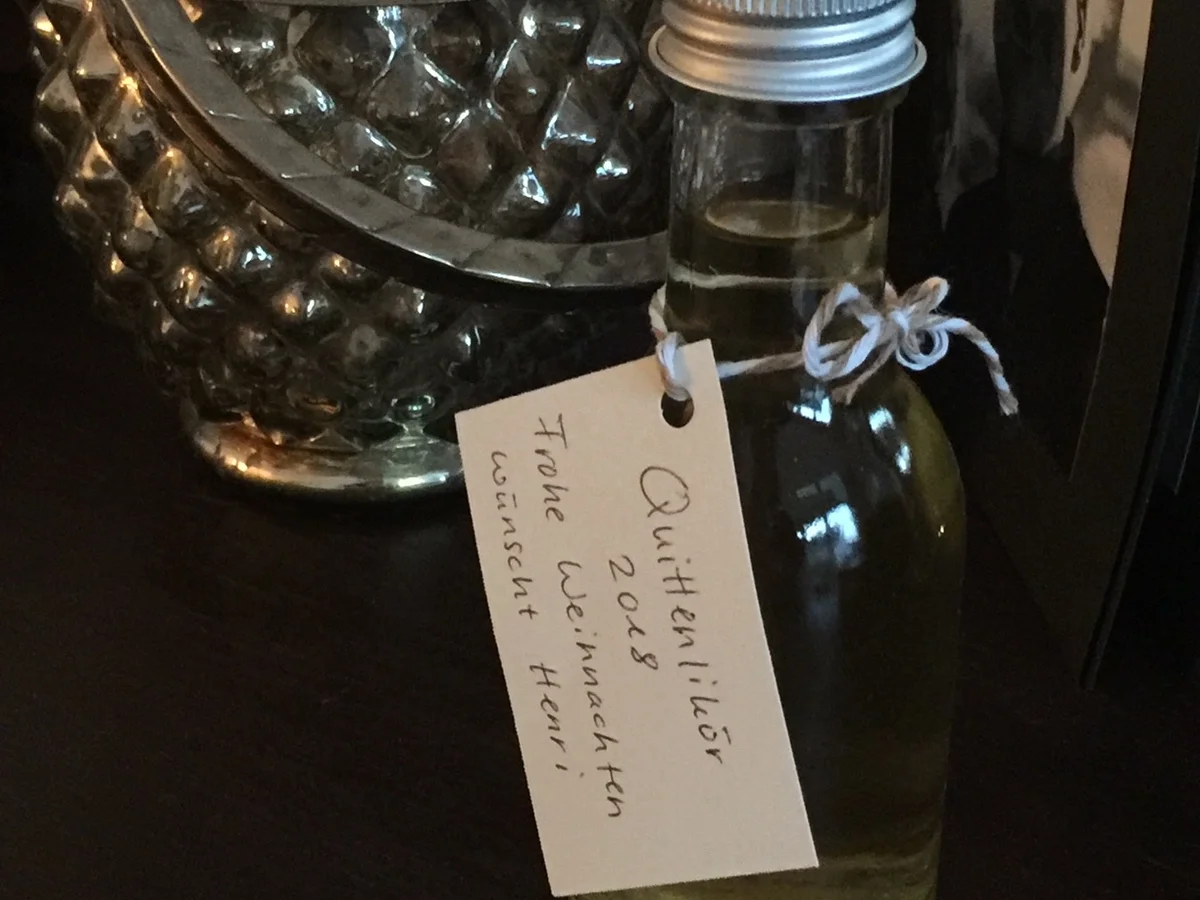 Quittenlikör
2018
Frohe Weihnachten
wünscht Henri